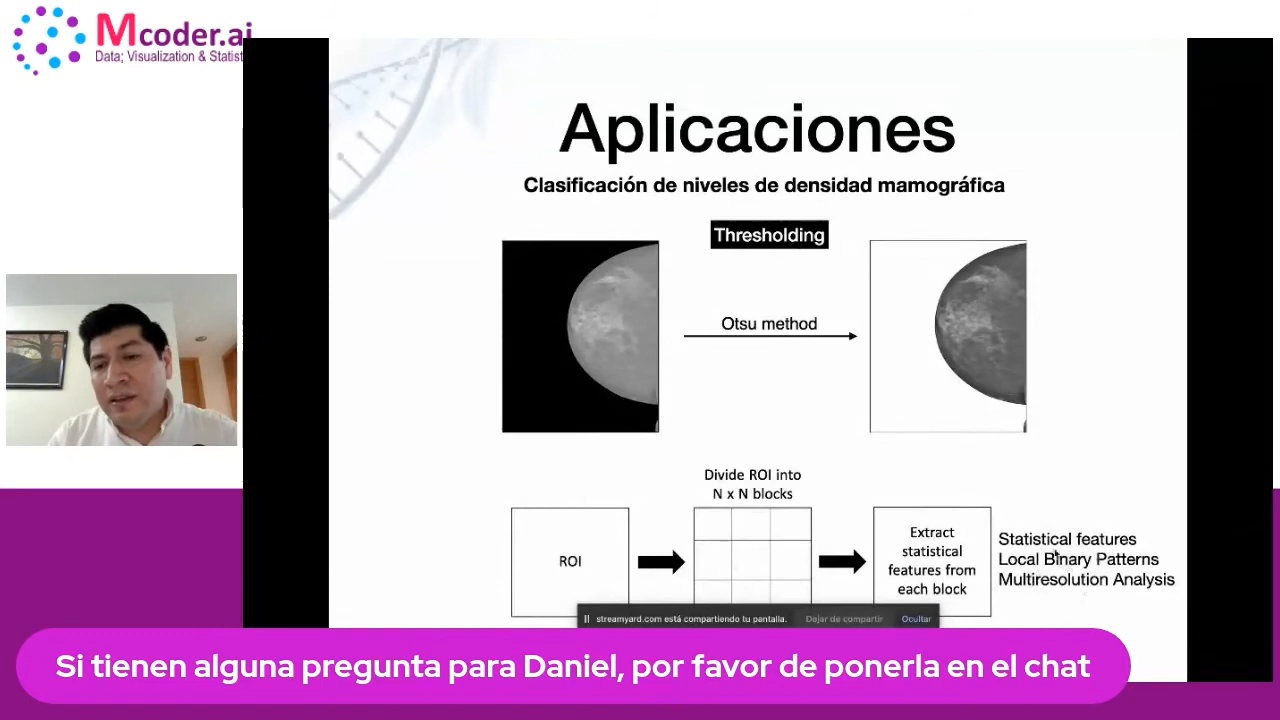 Mcoder.ai
Data; Visualization & Statist
Aplicaciones
Clasificación de niveles de densidad mamográfica
Thresholding
Otsu method
Divide ROI into
N x N blocks
ROI
Extract
statistical
features from
each block
Statistical features
Local Binary Patterns
Multiresolution Analysis
streamyard.com está compartiendo tu pantalla.
Dejar de compartir
Ocultar
Si tienen alguna pregunta para Daniel, por favor de ponerla en el chat